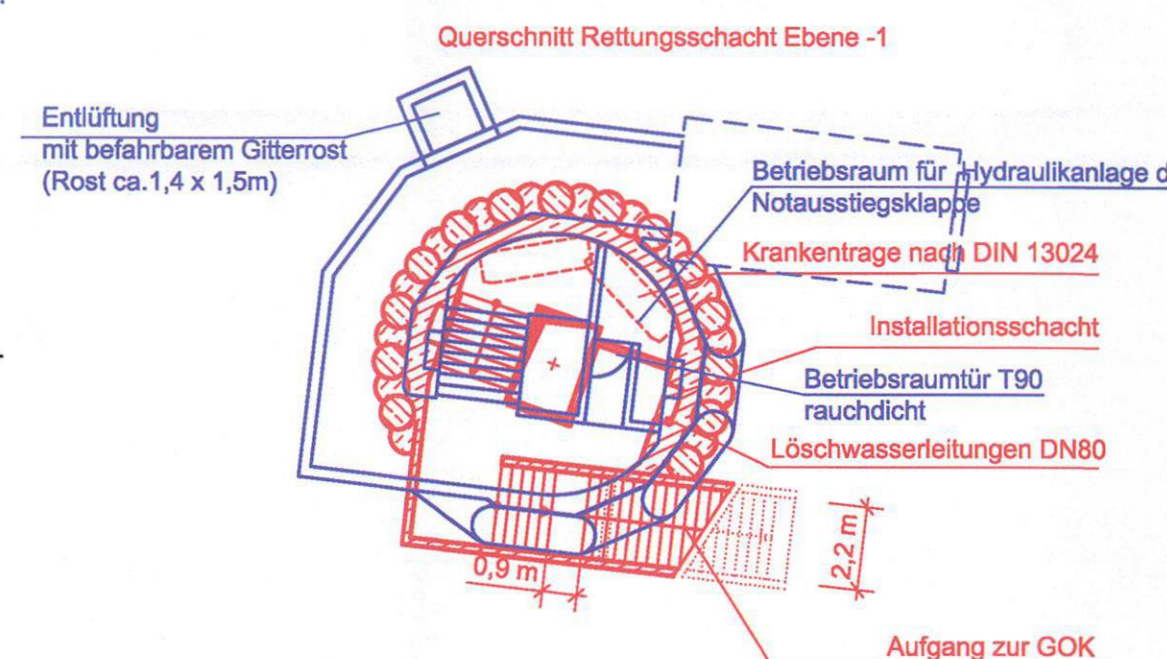 Querschnitt Rettungsschacht Ebene -1
Entlüftung
mit befahrbarem Gitterrost
(Rost ca.1,4 x 1,5m)
Betriebsraum für Hydraulikanlage d
Notausstiegsklappe
Krankentrage nach DIN 13024
Installationsschacht
Betriebsraumtür T90
rauchdicht
Löschwasserleitungen DN80
0,9 m
2,2 m
Aufgang zur GOK